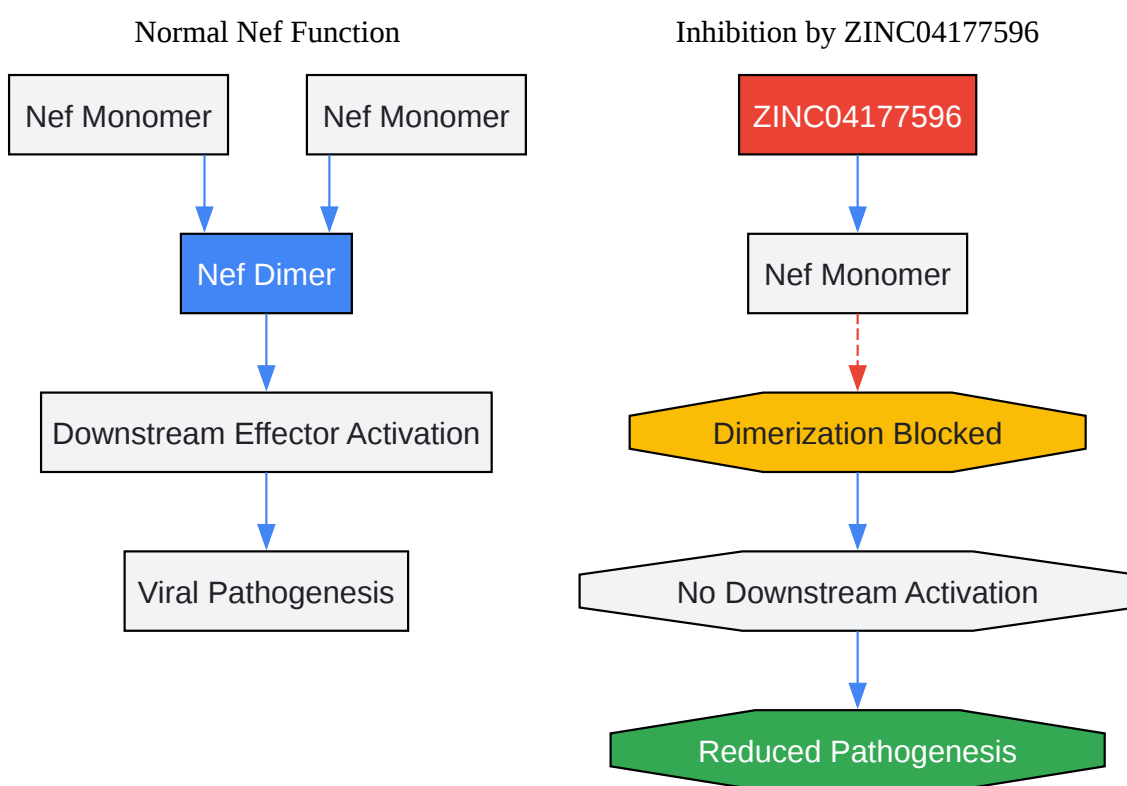 Normal Nef Function
Nef Monomer
Nef Monomer
Nef Dimer
Downstream Effector Activation
Viral Pathogenesis
Inhibition by ZINC04177596
ZINC04177596
Nef Monomer
Dimerization Blocked
No Downstream Activation
Reduced Pathogenesis